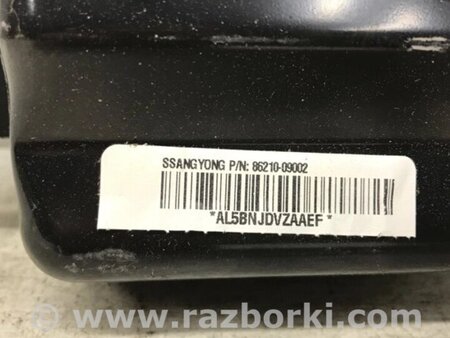 SSANGYONG P/N: 86210-09002
*AL5BNJDVZAAEF*
www.razborki.com